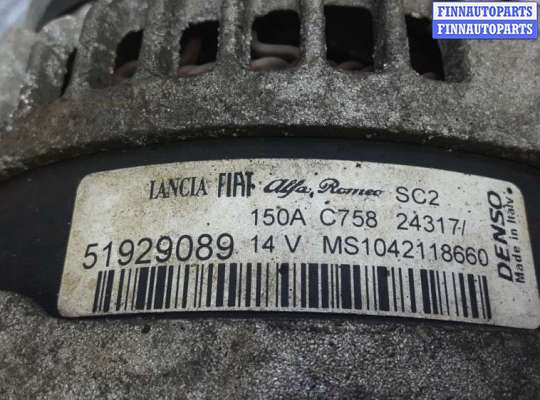 FINNAUTOPARTS
FINNAUTOPARTS
LANCIA FIAT Alfa Romeo SC2
150A C758 24317/
51929089 14 V MS1042118660
DENSO
Made in Italy.